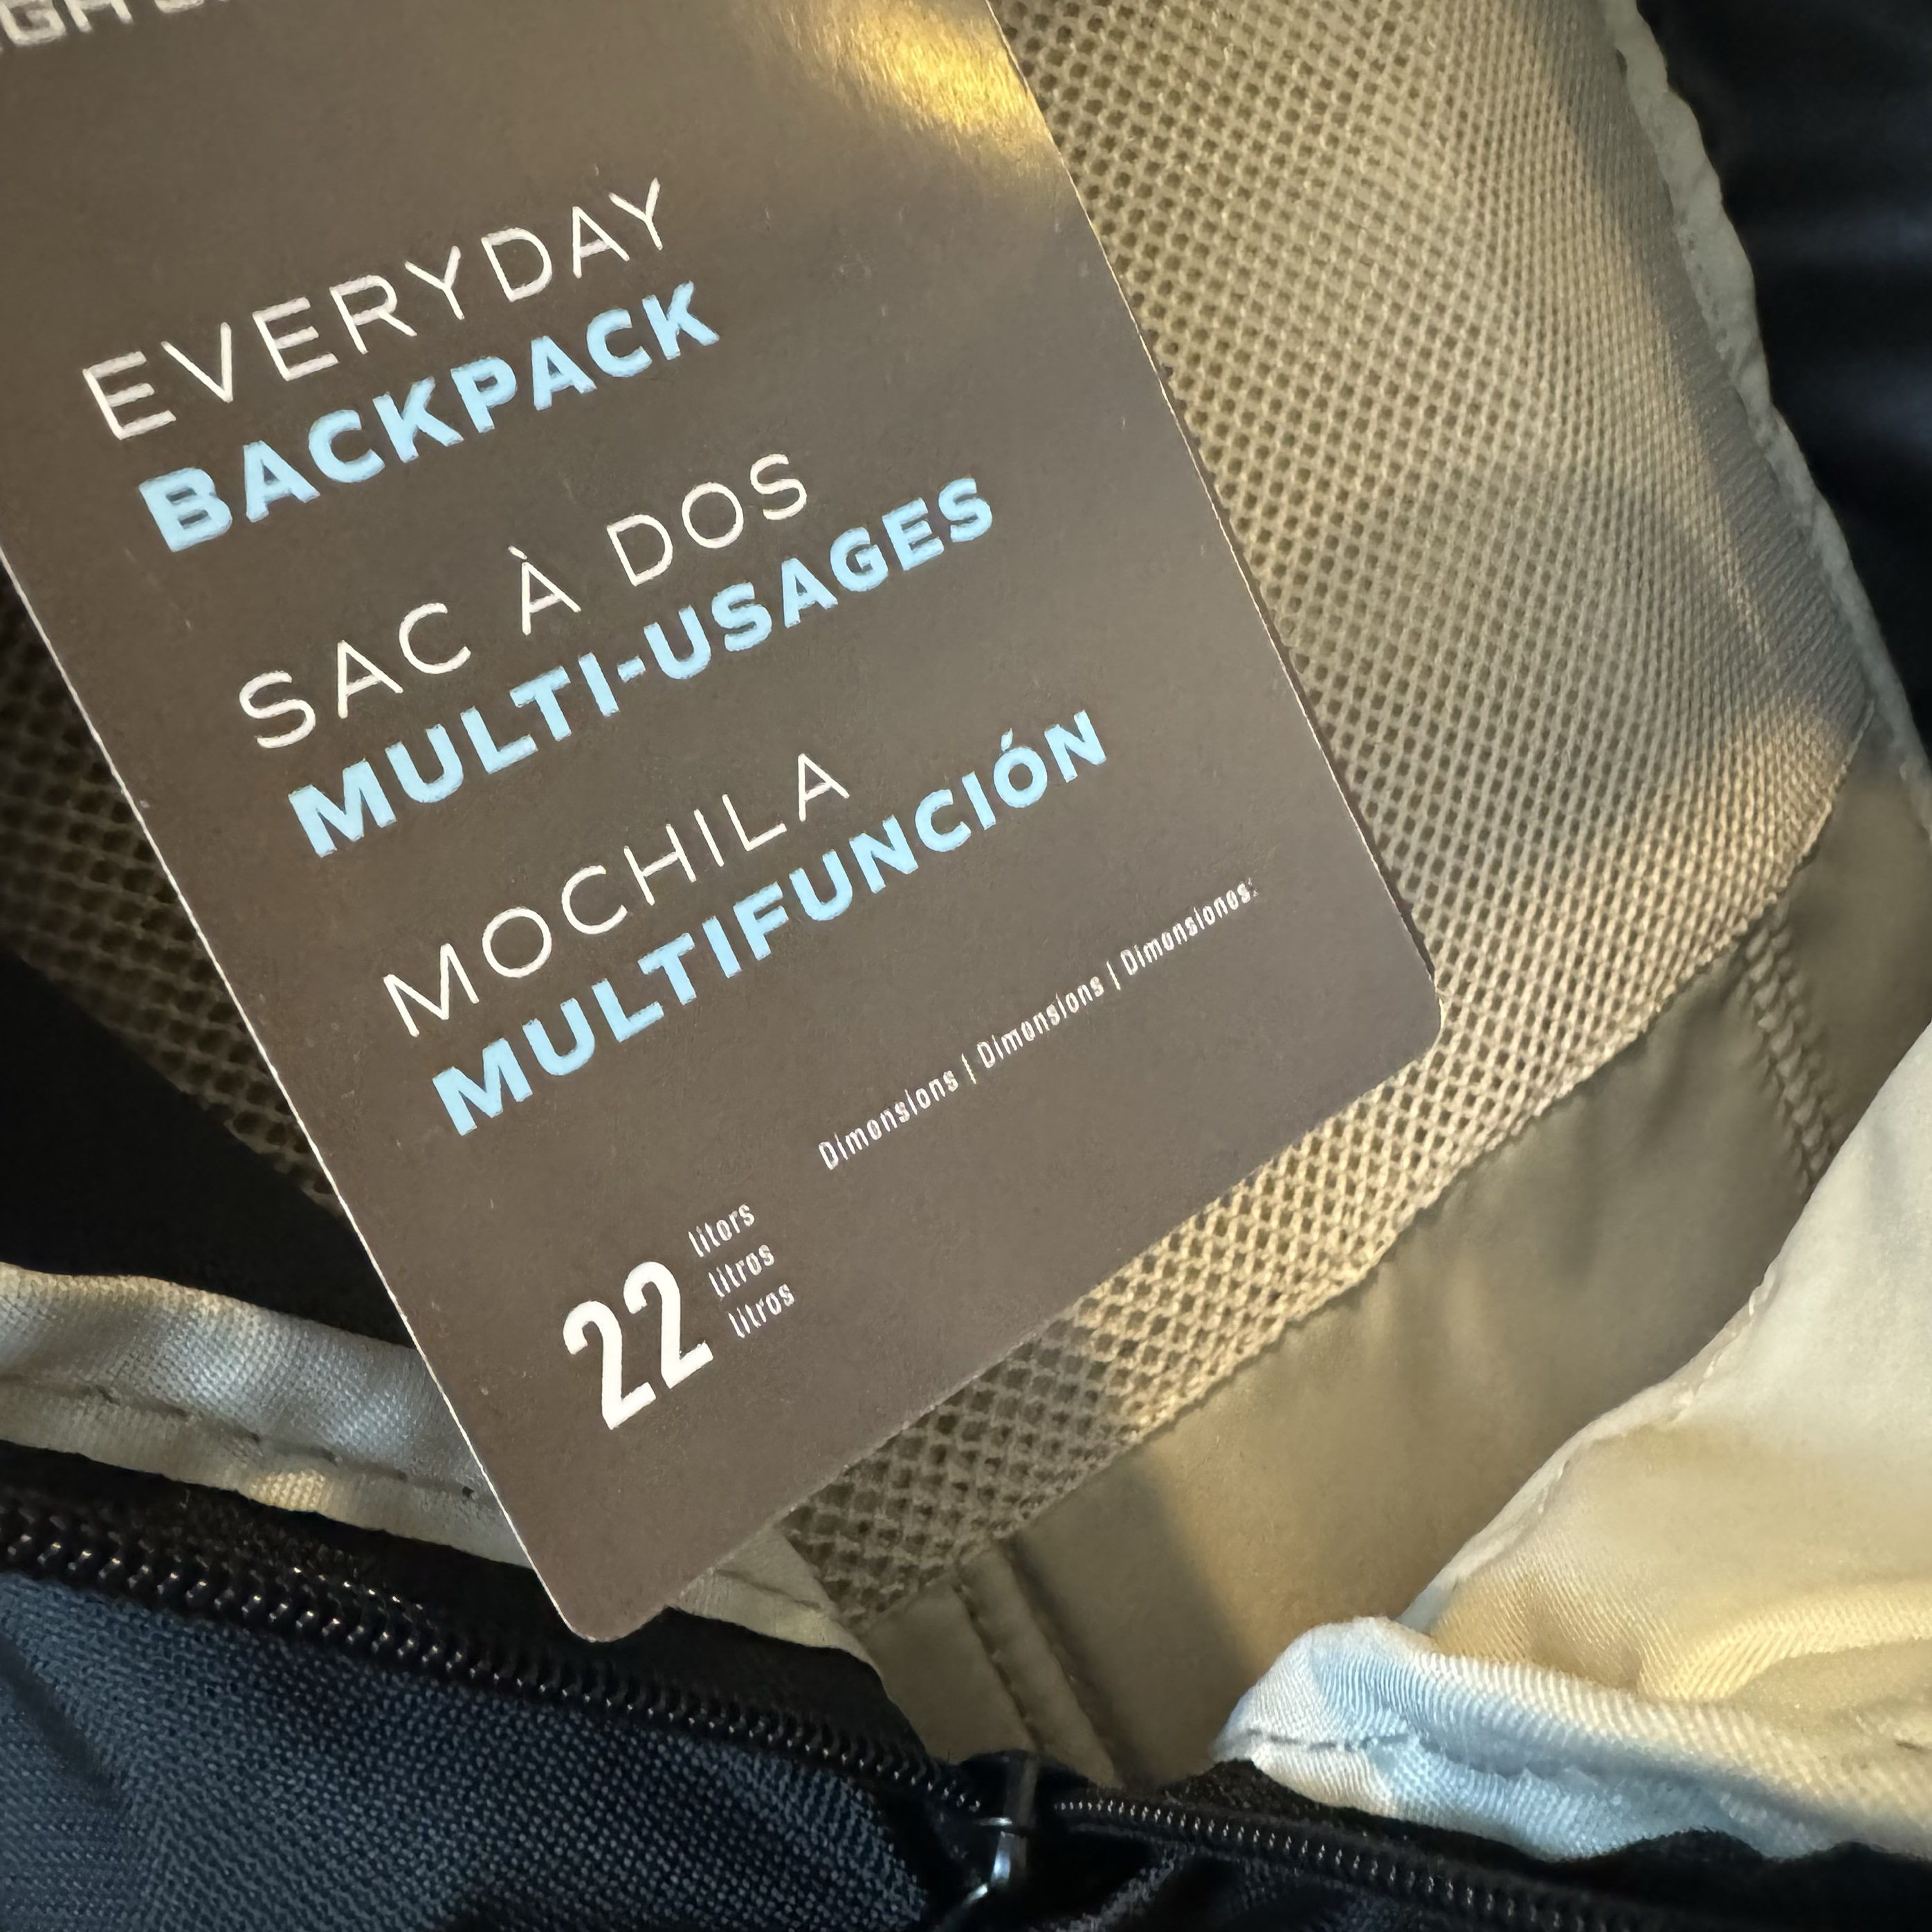 EVERYDAY
BACKPACK
SAC À DOS
MULTI-USAGES
MOCHILA
MULTIFUNCIÓN
Dimensions | Dimensions | Dimensiones:
22 liters
litres
litros